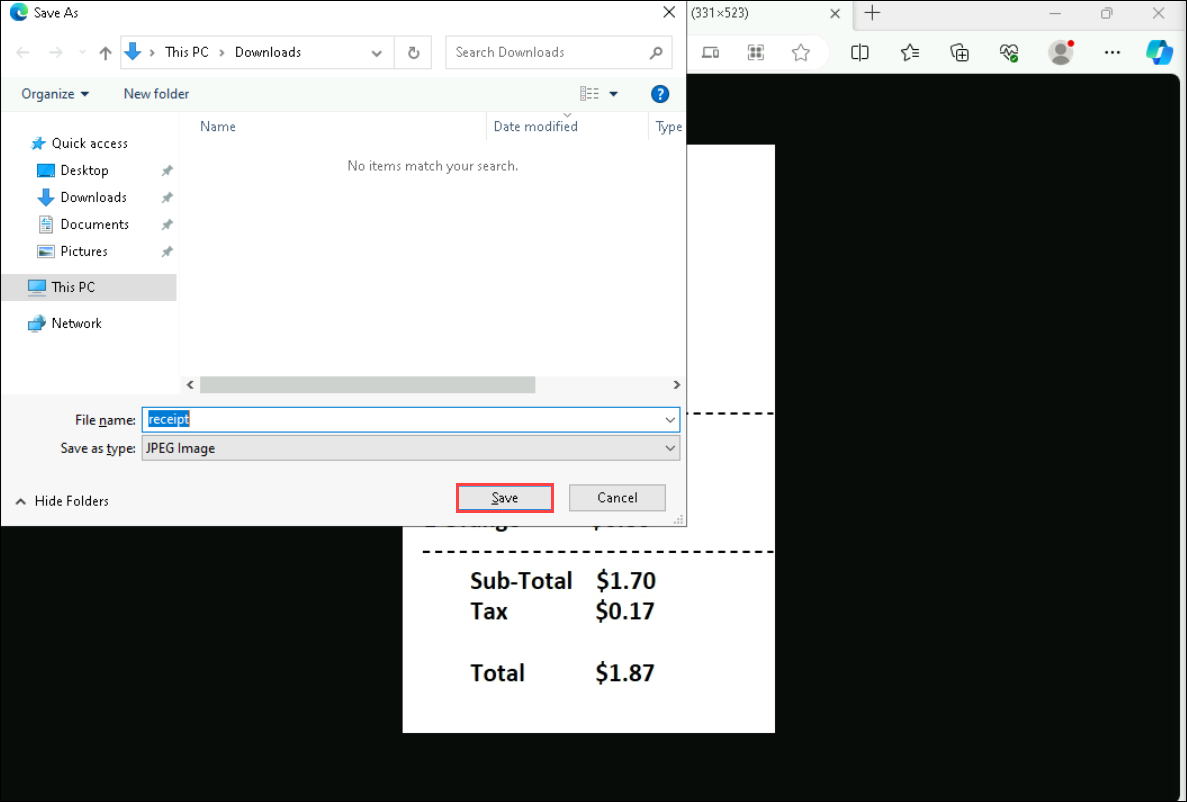 Save As
(331×523)
This PC
Downloads
Search Downloads
Organize
New folder
?
Name
Date modified
Type
No items match your search.
Quick access
Desktop
Downloads
Documents
Pictures
This PC
Network
File name: receipt
Save as type: JPEG Image
Hide Folders
Save
Cancel
Sub-Total $1.70
Tax $0.17
Total $1.87